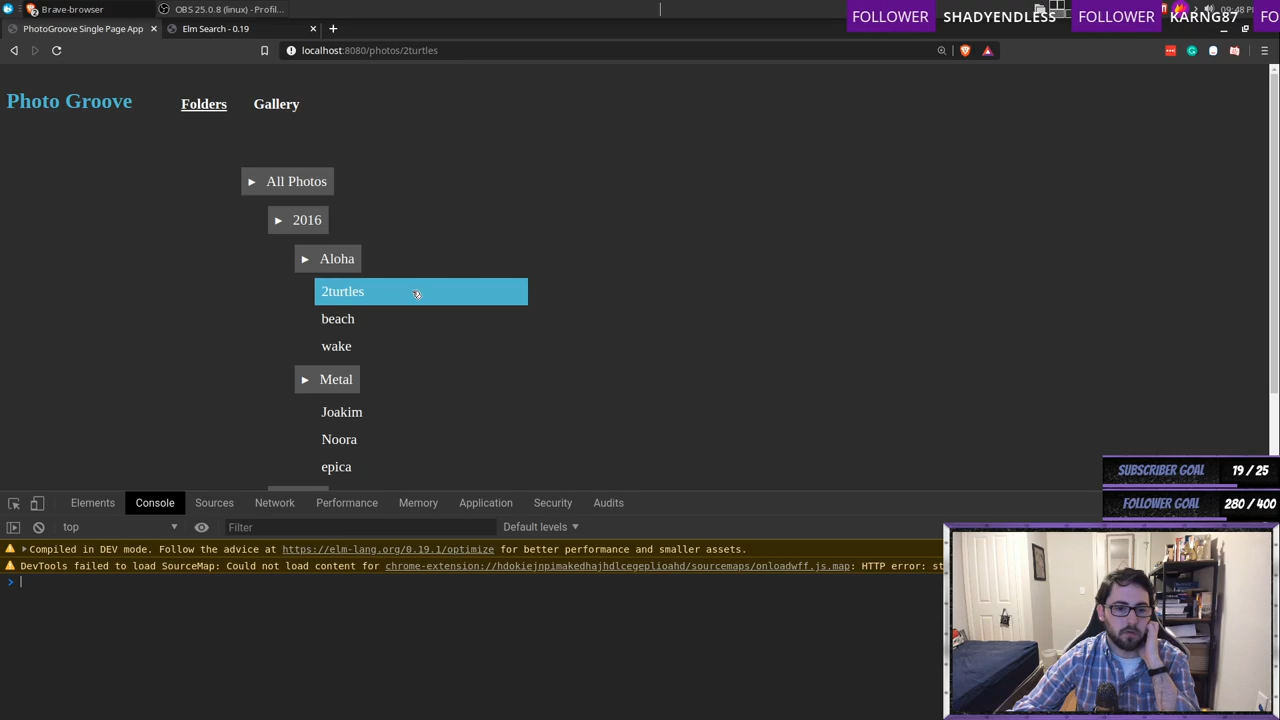 Brave-browser
OBS 25.0.8 (linux) - Profil...
FOLLOWER SHADYENDLESS FOLLOWER KARNG87 FO
PhotoGroove Single Page App
Elm Search - 0.19
localhost:8080/photos/2turtles
Photo Groove
Folders
Gallery
▸ All Photos
▸ 2016
▸ Aloha
2turtles
beach
wake
▸ Metal
Joakim
Noora
epica
SUBSCRIBER GOAL 19 / 25
FOLLOWER GOAL 280 / 400
Elements Console Sources Network Performance Memory Application Security Audits
top Filter Default levels
Compiled in DEV mode. Follow the advice at https://elm-lang.org/0.19.1/optimize for better performance and smaller assets.
DevTools failed to load SourceMap: Could not load content for chrome-extension://hdokiejnpimakedhajhdlcegeplioahd/sourcemaps/onloadwff.js.map: HTTP error: st